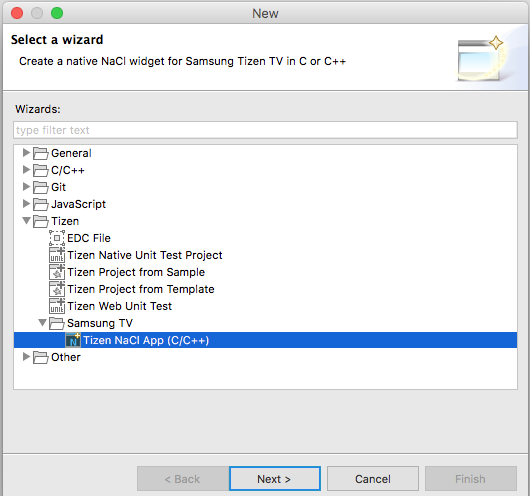 New
Select a wizard
Create a native NaCl widget for Samsung Tizen TV in C or C++
Wizards:
type filter text
General
C/C++
Git
JavaScript
Tizen
EDC File
Tizen Native Unit Test Project
Tizen Project from Sample
Tizen Project from Template
Tizen Web Unit Test
Samsung TV
Tizen NaCl App (C/C++)
Other
< Back
Next >
Cancel
Finish